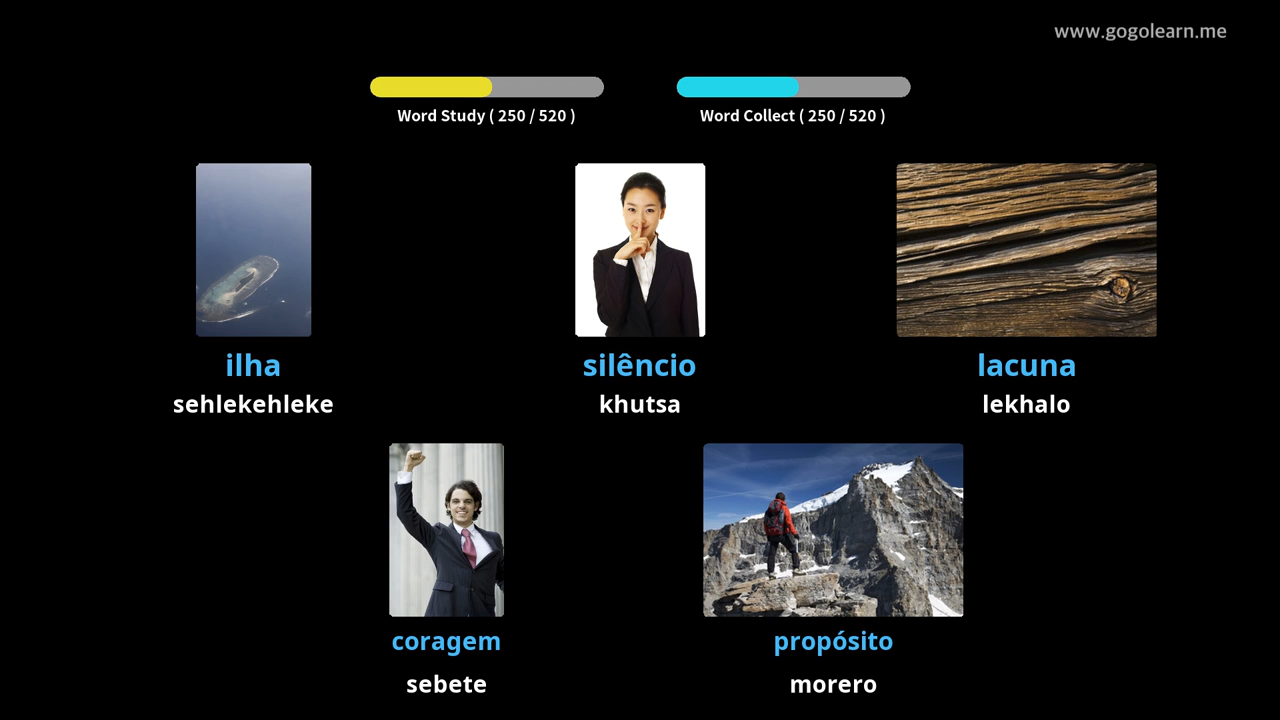 www.gogolearn.me
Word Study ( 250 / 520 )
Word Collect ( 250 / 520 )
ilha
silêncio
lacuna
sehlekehleke
khutsa
lekhalo
coragem
propósito
sebete
morero